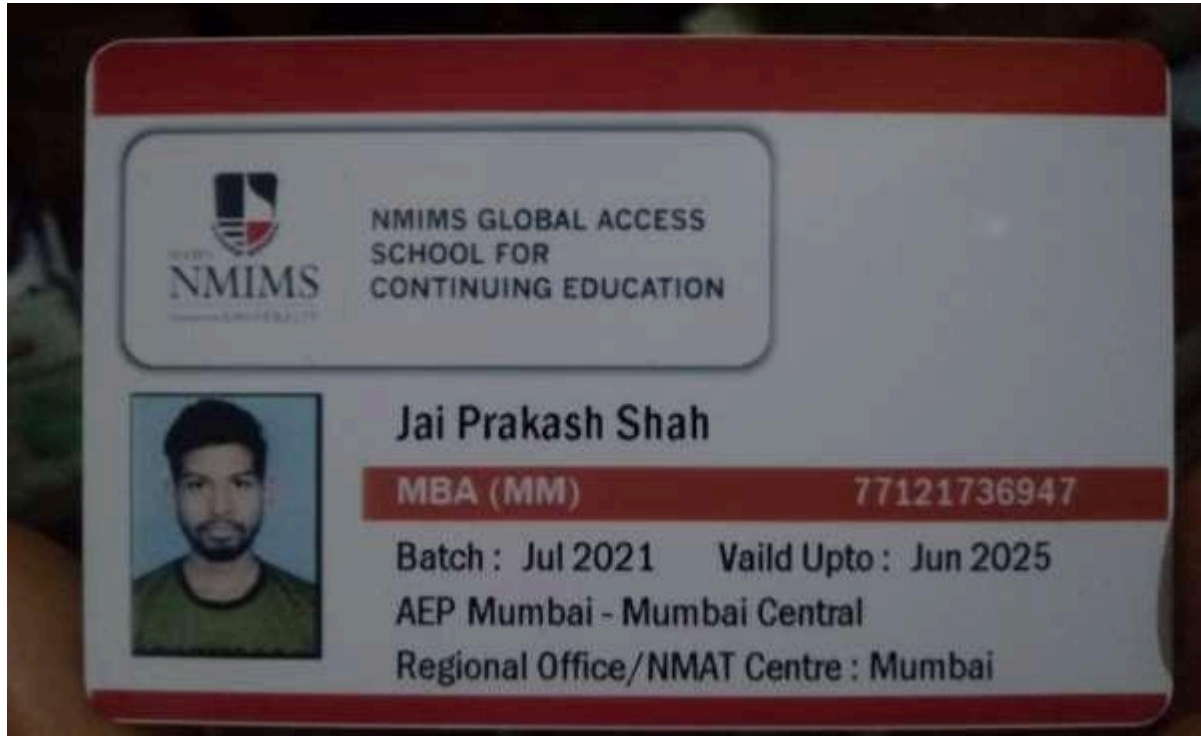 NMIMS GLOBAL ACCESS
SCHOOL FOR
CONTINUING EDUCATION
NMIMS
Jai Prakash Shah
MBA (MM) 77121736947
Batch : Jul 2021 Vaild Upto : Jun 2025
AEP Mumbai - Mumbai Central
Regional Office/NMAT Centre : Mumbai